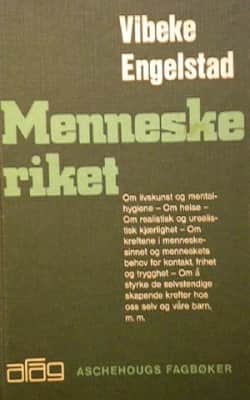 Vibeke
Engelstad
Menneske
riket
Om livskunst og mental-
hygiene – Om helse –
Om realistisk og urealis-
tisk kjærlighet – Om
kreftene i menneske-
sinnet og menneskets
behov for kontakt, frihet
og trygghet – Om å
styrke de selvstendige
skapende krefter hos
oss selv og våre barn,
m. m.
afag ASCHEHOUGS FAGBØKER